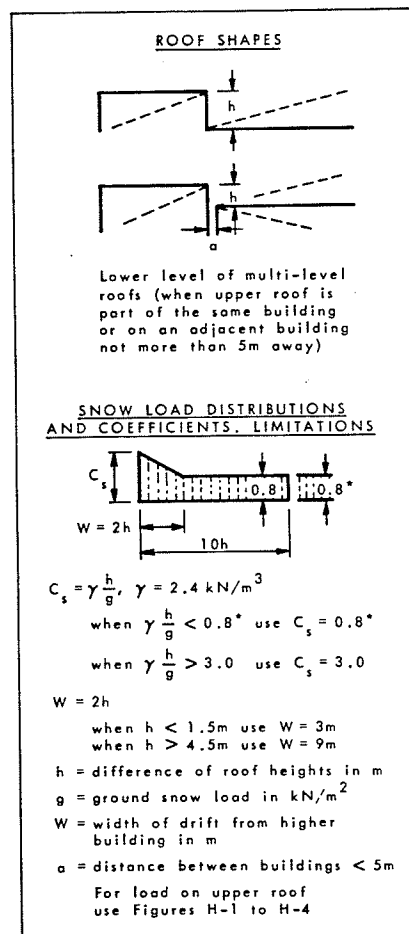 ROOF SHAPES
h
h
a
Lower level of multi-level
roofs (when upper roof is
part of the same building
or on an adjacent building
not more than 5m away)
SNOW LOAD DISTRIBUTIONS
AND COEFFICIENTS. LIMITATIONS
C_s
0.8
0.8*
W = 2h
10h
C_s = γ h/g, γ = 2.4 kN/m³
when γ h/g < 0.8* use C_s = 0.8*
when γ h/g > 3.0 use C_s = 3.0
W = 2h
when h < 1.5m use W = 3m
when h > 4.5m use W = 9m
h = difference of roof heights in m
g = ground snow load in kN/m²
W = width of drift from higher
building in m
a = distance between buildings < 5m
For load on upper roof
use Figures H-1 to H-4